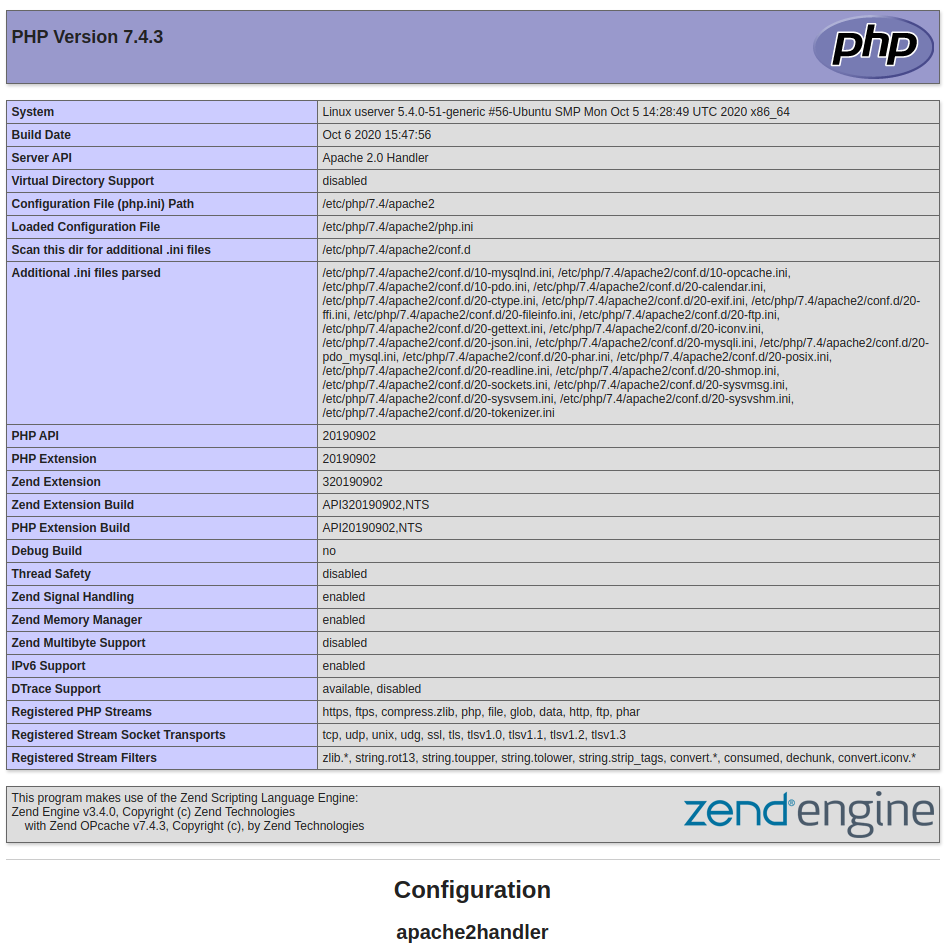 PHP Version 7.4.3
php
System Linux userver 5.4.0-51-generic #56-Ubuntu SMP Mon Oct 5 14:28:49 UTC 2020 x86_64
Build Date Oct 6 2020 15:47:56
Server API Apache 2.0 Handler
Virtual Directory Support disabled
Configuration File (php.ini) Path /etc/php/7.4/apache2
Loaded Configuration File /etc/php/7.4/apache2/php.ini
Scan this dir for additional .ini files /etc/php/7.4/apache2/conf.d
Additional .ini files parsed /etc/php/7.4/apache2/conf.d/10-mysqlnd.ini, /etc/php/7.4/apache2/conf.d/10-opcache.ini,
/etc/php/7.4/apache2/conf.d/10-pdo.ini, /etc/php/7.4/apache2/conf.d/20-calendar.ini,
/etc/php/7.4/apache2/conf.d/20-ctype.ini, /etc/php/7.4/apache2/conf.d/20-exif.ini, /etc/php/7.4/apache2/conf.d/20-
ffi.ini, /etc/php/7.4/apache2/conf.d/20-fileinfo.ini, /etc/php/7.4/apache2/conf.d/20-ftp.ini,
/etc/php/7.4/apache2/conf.d/20-gettext.ini, /etc/php/7.4/apache2/conf.d/20-iconv.ini,
/etc/php/7.4/apache2/conf.d/20-json.ini, /etc/php/7.4/apache2/conf.d/20-mysqli.ini, /etc/php/7.4/apache2/conf.d/20-
pdo_mysql.ini, /etc/php/7.4/apache2/conf.d/20-phar.ini, /etc/php/7.4/apache2/conf.d/20-posix.ini,
/etc/php/7.4/apache2/conf.d/20-readline.ini, /etc/php/7.4/apache2/conf.d/20-shmop.ini,
/etc/php/7.4/apache2/conf.d/20-sockets.ini, /etc/php/7.4/apache2/conf.d/20-sysvmsg.ini,
/etc/php/7.4/apache2/conf.d/20-sysvsem.ini, /etc/php/7.4/apache2/conf.d/20-sysvshm.ini,
/etc/php/7.4/apache2/conf.d/20-tokenizer.ini
PHP API 20190902
PHP Extension 20190902
Zend Extension 320190902
Zend Extension Build API320190902,NTS
PHP Extension Build API20190902,NTS
Debug Build no
Thread Safety disabled
Zend Signal Handling enabled
Zend Memory Manager enabled
Zend Multibyte Support disabled
IPv6 Support enabled
DTrace Support available, disabled
Registered PHP Streams https, ftps, compress.zlib, php, file, glob, data, http, ftp, phar
Registered Stream Socket Transports tcp, udp, unix, udg, ssl, tls, tlsv1.0, tlsv1.1, tlsv1.2, tlsv1.3
Registered Stream Filters zlib.*, string.rot13, string.toupper, string.tolower, string.strip_tags, convert.*, consumed, dechunk, convert.iconv.*
This program makes use of the Zend Scripting Language Engine:
Zend Engine v3.4.0, Copyright (c) Zend Technologies
with Zend OPcache v7.4.3, Copyright (c), by Zend Technologies
zend® engine
Configuration
apache2handler